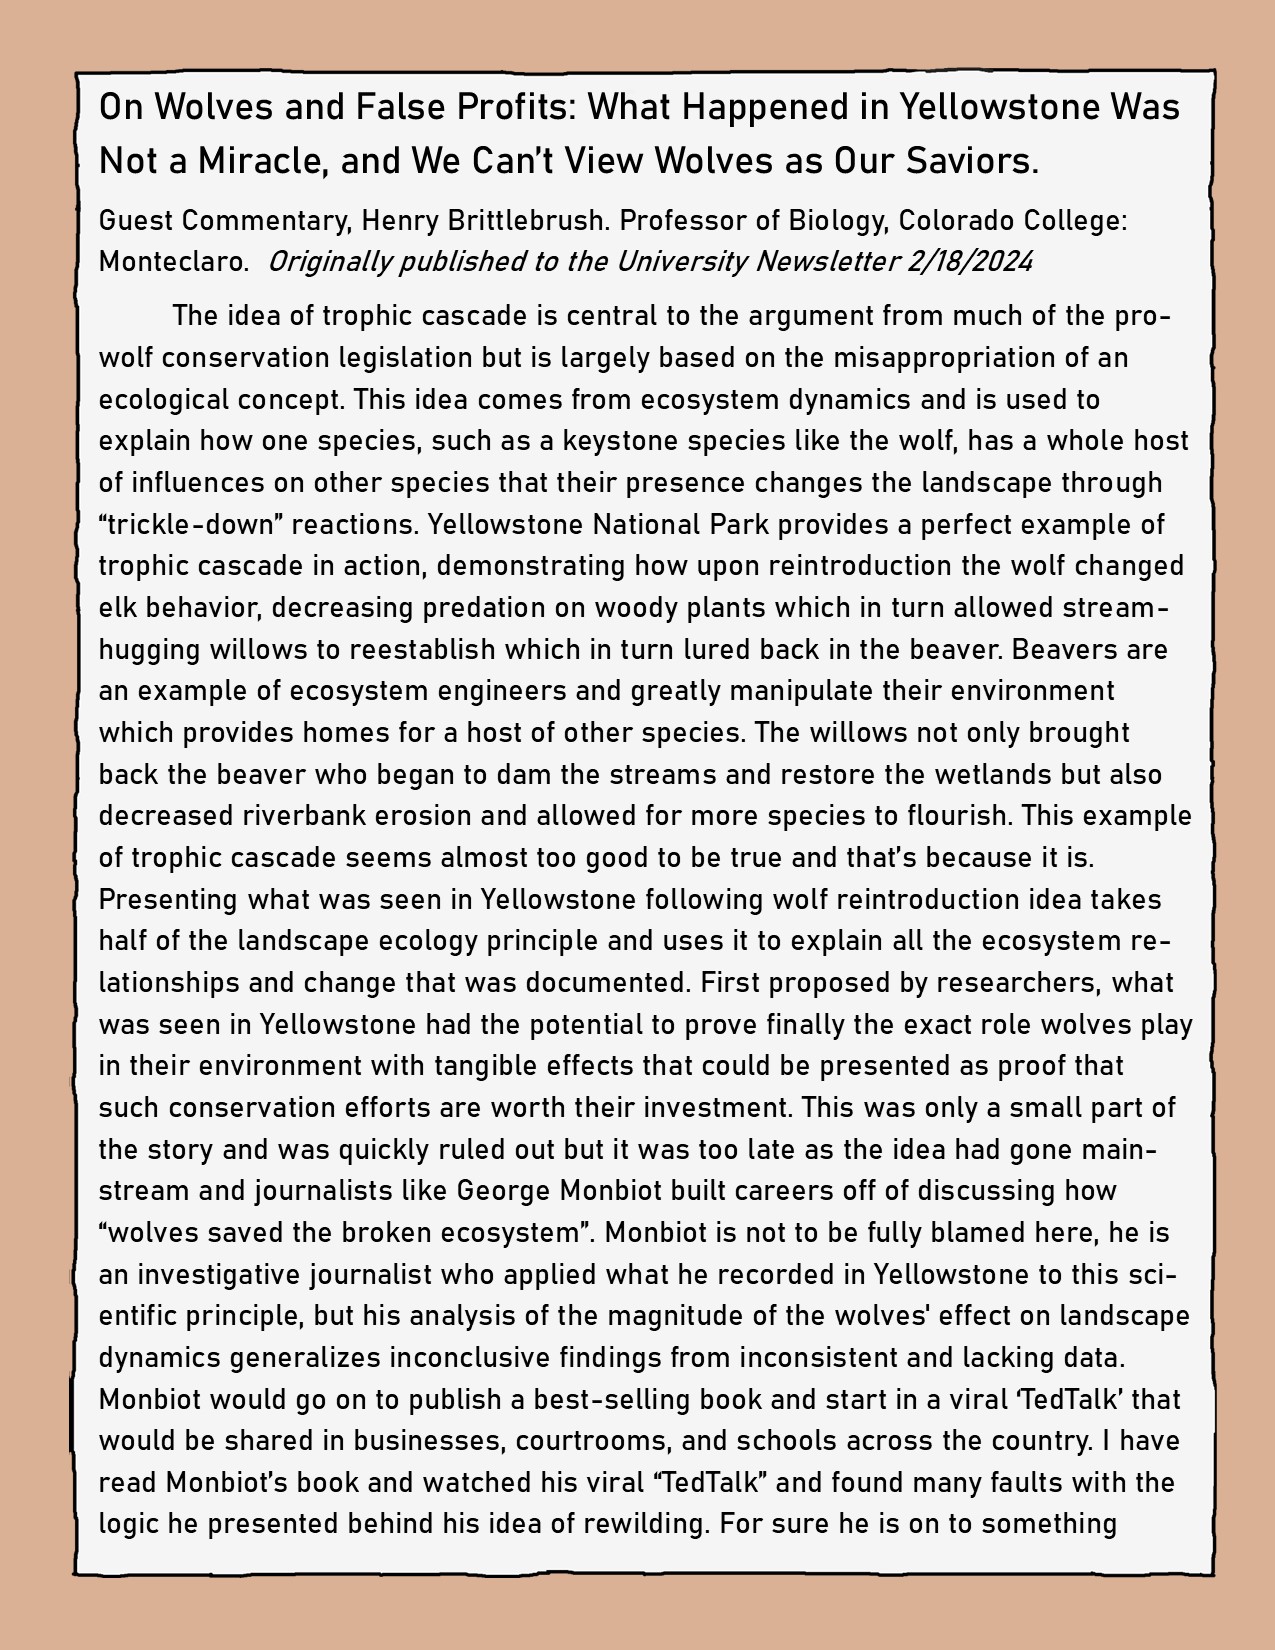 On Wolves and False Profits: What Happened in Yellowstone Was
Not a Miracle, and We Can't View Wolves as Our Saviors.
Guest Commentary, Henry Brittlebrush. Professor of Biology, Colorado College:
Monteclaro. Originally published to the University Newsletter 2/18/2024
The idea of trophic cascade is central to the argument from much of the pro-
wolf conservation legislation but is largely based on the misappropriation of an
ecological concept. This idea comes from ecosystem dynamics and is used to
explain how one species, such as a keystone species like the wolf, has a whole host
of influences on other species that their presence changes the landscape through
“trickle-down” reactions. Yellowstone National Park provides a perfect example of
trophic cascade in action, demonstrating how upon reintroduction the wolf changed
elk behavior, decreasing predation on woody plants which in turn allowed stream-
hugging willows to reestablish which in turn lured back in the beaver. Beavers are
an example of ecosystem engineers and greatly manipulate their environment
which provides homes for a host of other species. The willows not only brought
back the beaver who began to dam the streams and restore the wetlands but also
decreased riverbank erosion and allowed for more species to flourish. This example
of trophic cascade seems almost too good to be true and that’s because it is.
Presenting what was seen in Yellowstone following wolf reintroduction idea takes
half of the landscape ecology principle and uses it to explain all the ecosystem re-
lationships and change that was documented. First proposed by researchers, what
was seen in Yellowstone had the potential to prove finally the exact role wolves play
in their environment with tangible effects that could be presented as proof that
such conservation efforts are worth their investment. This was only a small part of
the story and was quickly ruled out but it was too late as the idea had gone main-
stream and journalists like George Monbiot built careers off of discussing how
“wolves saved the broken ecosystem”. Monbiot is not to be fully blamed here, he is
an investigative journalist who applied what he recorded in Yellowstone to this sci-
entific principle, but his analysis of the magnitude of the wolves' effect on landscape
dynamics generalizes inconclusive findings from inconsistent and lacking data.
Monbiot would go on to publish a best-selling book and start in a viral ‘TedTalk’ that
would be shared in businesses, courtrooms, and schools across the country. I have
read Monbiot’s book and watched his viral “TedTalk” and found many faults with the
logic he presented behind his idea of rewilding. For sure he is on to something